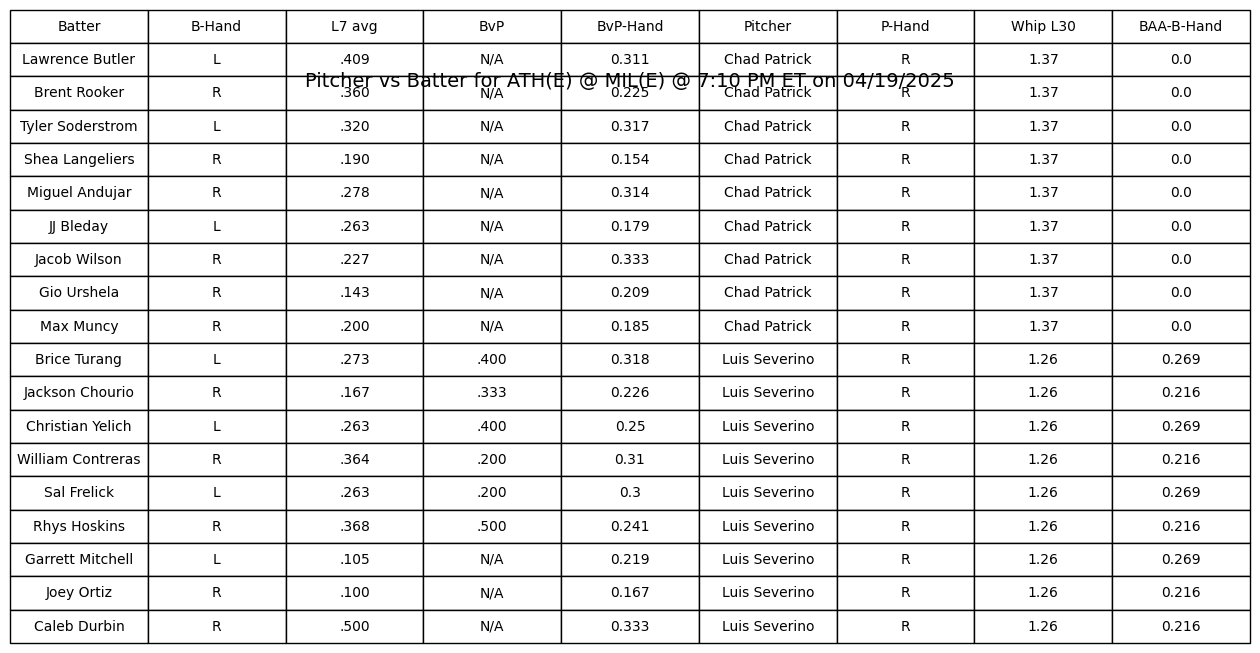 Batter B-Hand L7 avg BvP BvP-Hand Pitcher P-Hand Whip L30 BAA-B-Hand
Lawrence Butler L .409 N/A 0.311 Chad Patrick R 1.37 0.0
Pitcher vs Batter for ATH(E) @ MIL(E) @ 7:10 PM ET on 04/19/2025
Brent Rooker R .360 N/A 0.225 Chad Patrick R 1.37 0.0
Tyler Soderstrom L .320 N/A 0.317 Chad Patrick R 1.37 0.0
Shea Langeliers R .190 N/A 0.154 Chad Patrick R 1.37 0.0
Miguel Andujar R .278 N/A 0.314 Chad Patrick R 1.37 0.0
JJ Bleday L .263 N/A 0.179 Chad Patrick R 1.37 0.0
Jacob Wilson R .227 N/A 0.333 Chad Patrick R 1.37 0.0
Gio Urshela R .143 N/A 0.209 Chad Patrick R 1.37 0.0
Max Muncy R .200 N/A 0.185 Chad Patrick R 1.37 0.0
Brice Turang L .273 .400 0.318 Luis Severino R 1.26 0.269
Jackson Chourio R .167 .333 0.226 Luis Severino R 1.26 0.216
Christian Yelich L .263 .400 0.25 Luis Severino R 1.26 0.269
William Contreras R .364 .200 0.31 Luis Severino R 1.26 0.216
Sal Frelick L .263 .200 0.3 Luis Severino R 1.26 0.269
Rhys Hoskins R .368 .500 0.241 Luis Severino R 1.26 0.216
Garrett Mitchell L .105 N/A 0.219 Luis Severino R 1.26 0.269
Joey Ortiz R .100 N/A 0.167 Luis Severino R 1.26 0.216
Caleb Durbin R .500 N/A 0.333 Luis Severino R 1.26 0.216